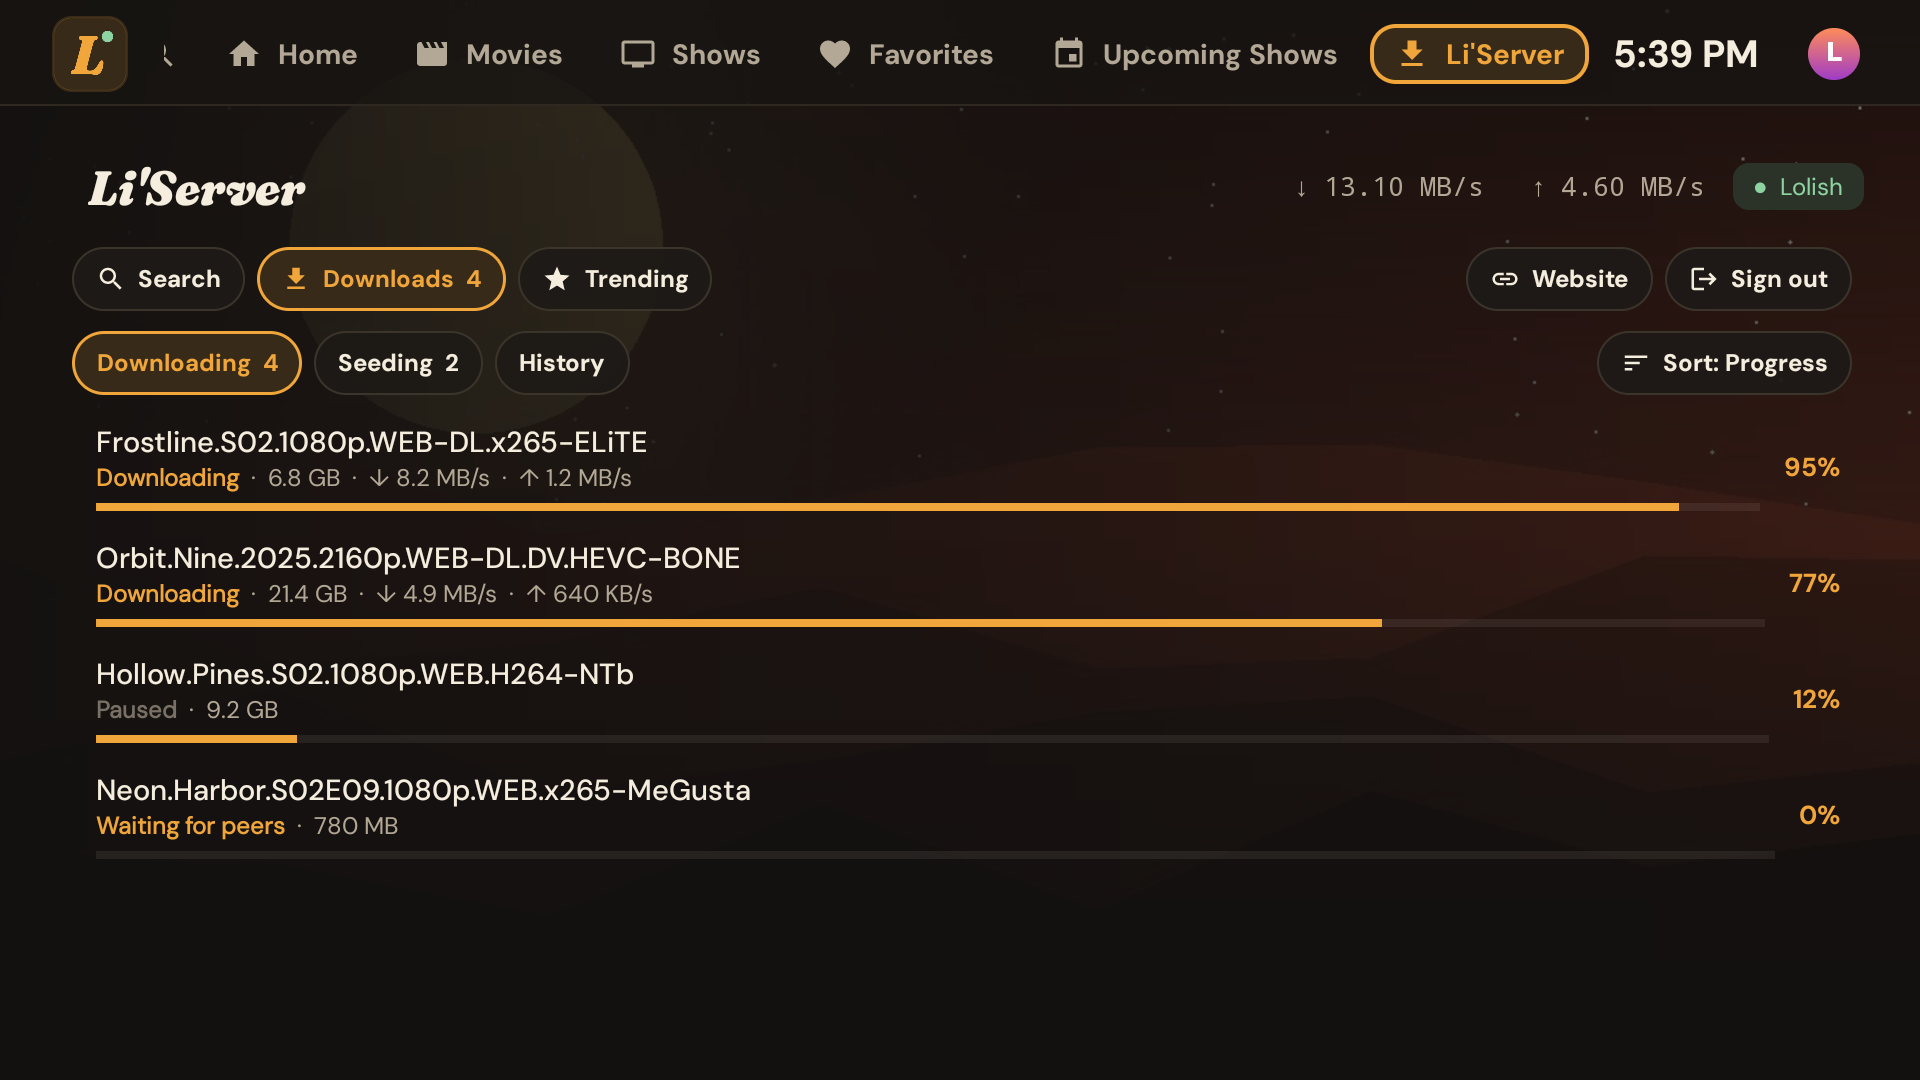 L
Home
Movies
Shows
Favorites
Upcoming Shows
Li'Server
5:39 PM
L
Li'Server
↓ 13.10 MB/s ↑ 4.60 MB/s
Lolish
Search
Downloads 4
Trending
Website
Sign out
Downloading 4
Seeding 2
History
Sort: Progress
Frostline.S02.1080p.WEB-DL.x265-ELiTE
Downloading · 6.8 GB · ↓ 8.2 MB/s · ↑ 1.2 MB/s
95%
Orbit.Nine.2025.2160p.WEB-DL.DV.HEVC-BONE
Downloading · 21.4 GB · ↓ 4.9 MB/s · ↑ 640 KB/s
77%
Hollow.Pines.S02.1080p.WEB.H264-NTb
Paused · 9.2 GB
12%
Neon.Harbor.S02E09.1080p.WEB.x265-MeGusta
Waiting for peers · 780 MB
0%